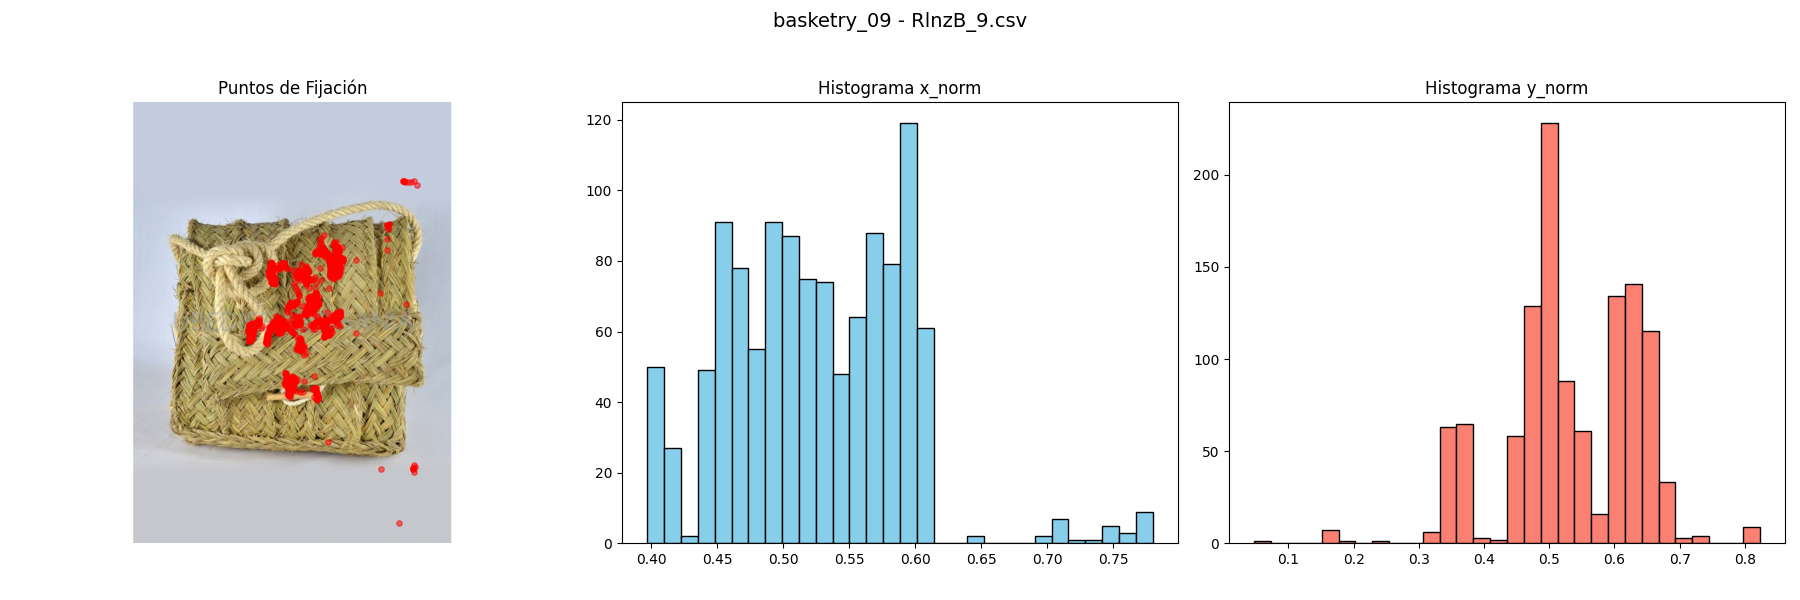 basketry_09 - RlnzB_9.csv
Puntos de Fijación
Histograma x_norm
120
100
80
60
40
20
0
0.40 0.45 0.50 0.55 0.60 0.65 0.70 0.75
Histograma y_norm
200
150
100
50
0
0.1 0.2 0.3 0.4 0.5 0.6 0.7 0.8